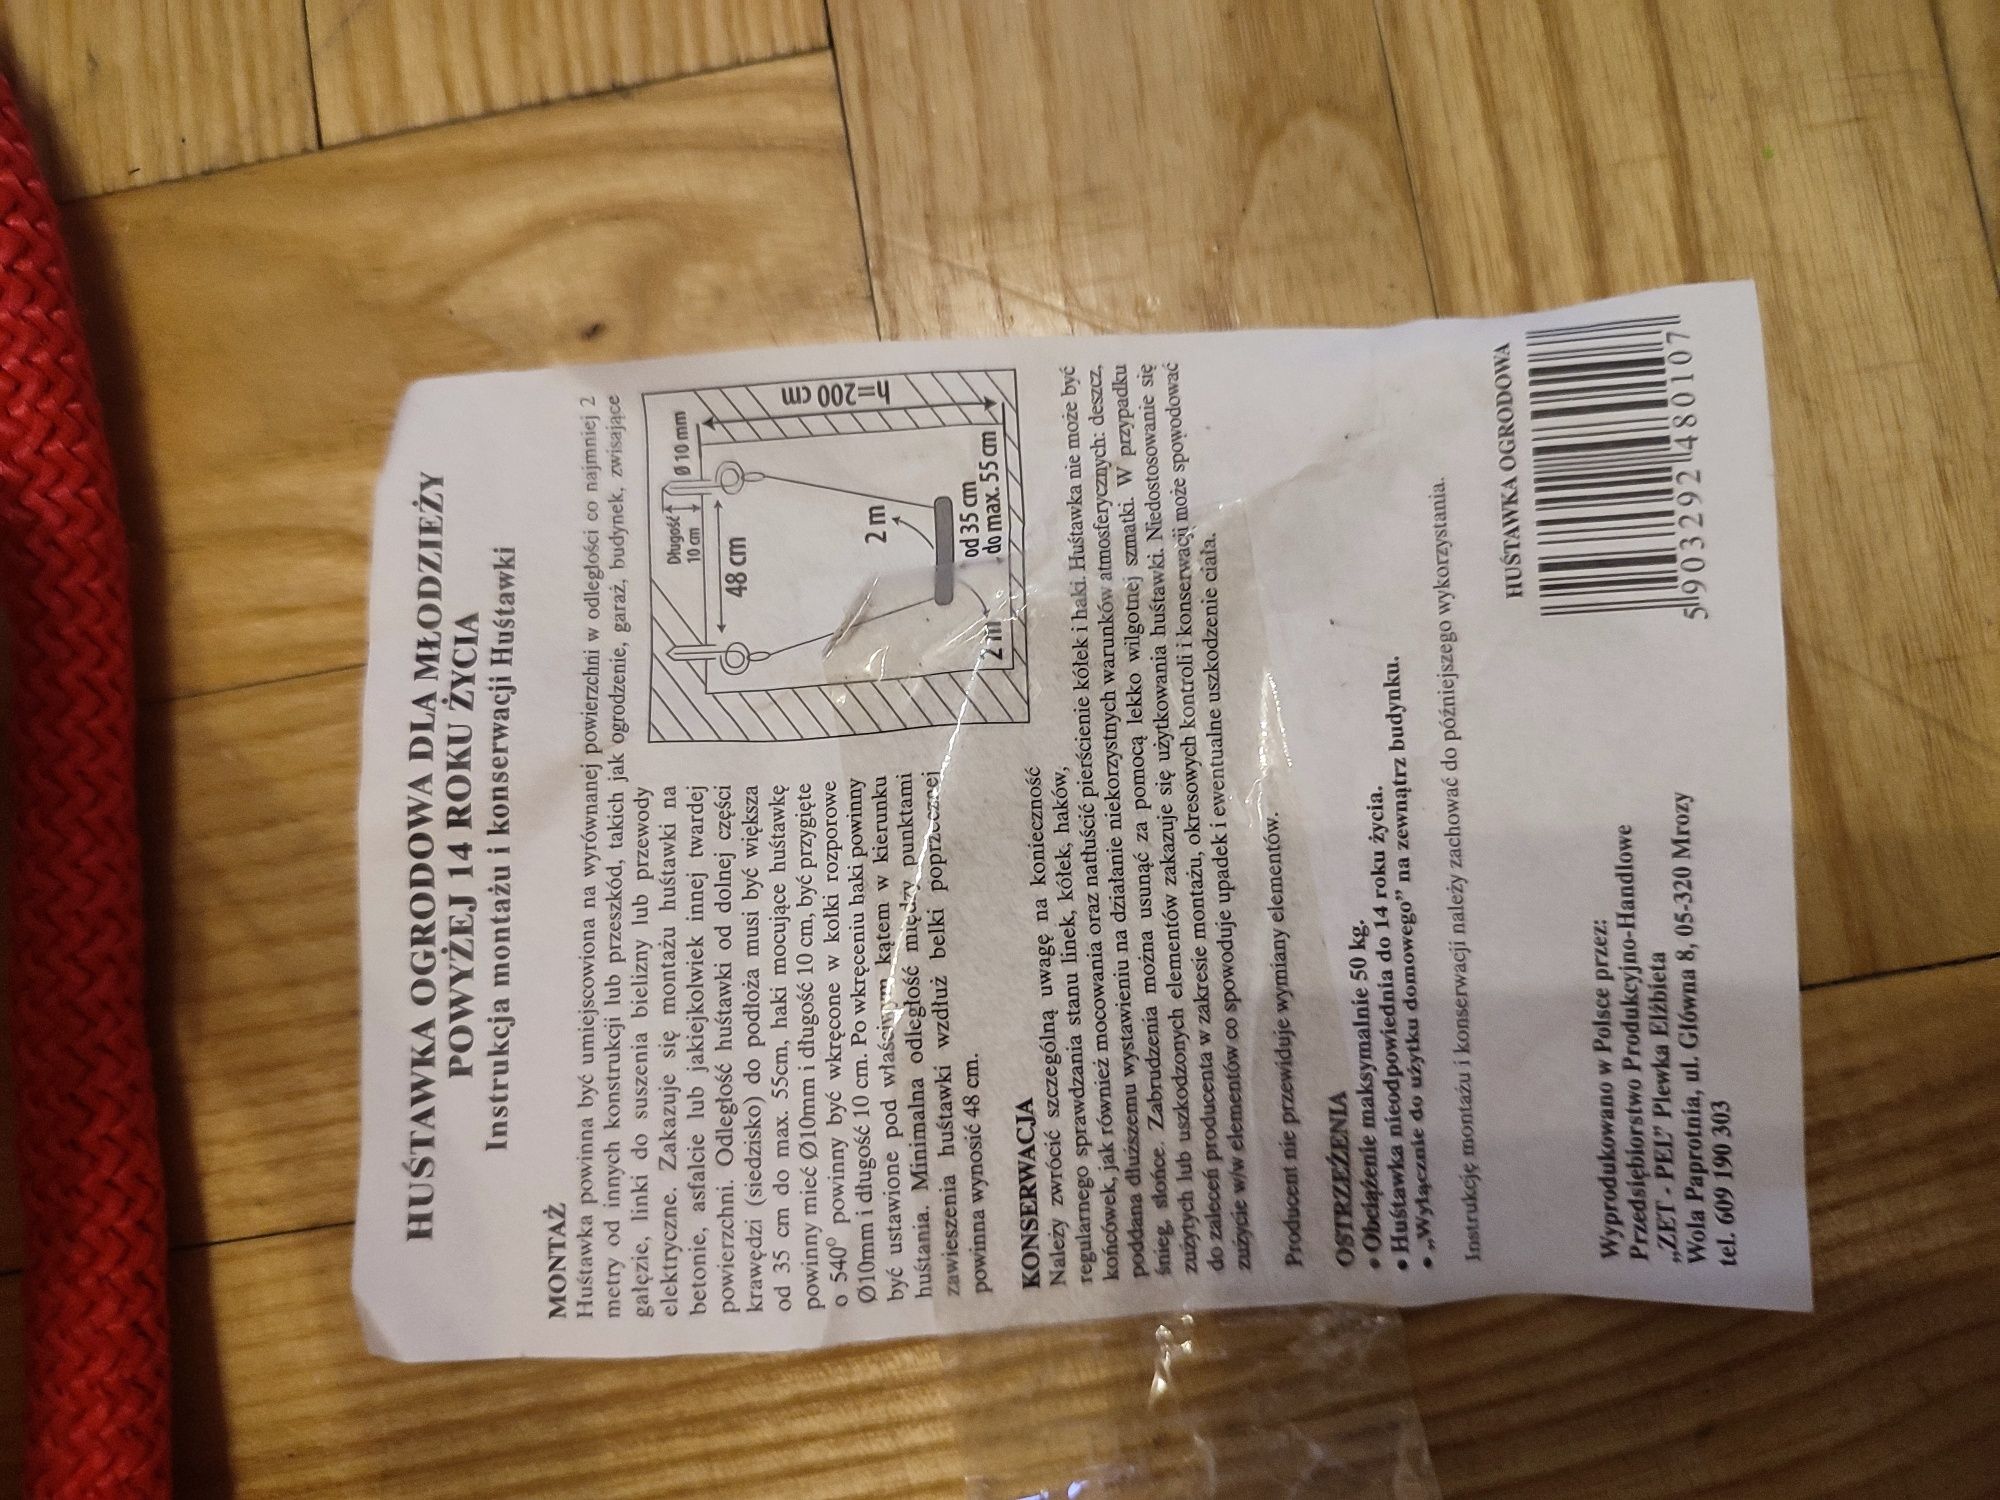 HUŚTAWKA OGRODOWA DLA MŁODZIEŻY
POWYŻEJ 14 ROKU ŻYCIA
Instrukcja montażu i konserwacji Huśtawki
MONTAŻ
Huśtawka powinna być umiejscowiona na wyrównanej powierzchni w odległości co najmniej 2
metry od innych konstrukcji lub przeszkód, takich jak ogrodzenie, garaż, budynek, zwisające
gałęzie, linki do suszenia bielizny lub przewody
elektryczne. Zakazuje się montażu huśtawki na
betonie, asfalcie lub jakiejkolwiek innej twardej
powierzchni. Odległość huśtawki od dolnej części
krawędzi (siedzisko) do podłoża musi być większa
od 35 cm do max. 55cm, haki mocujące huśtawkę
powinny mieć Ø10mm i długość 10 cm, być przygięte
o 540° powinny być wkręcone w kołki rozporowe
Ø10mm i długość 10 cm. Po wkręceniu haki powinny
być ustawione pod właściwym kątem w kierunku
huśtania. Minimalna odległość między punktami
zawieszenia huśtawki wzdłuż belki poprzecznej
powinna wynosić 48 cm.
Długość
10 cm
Ø 10 mm
48 cm
h=200 cm
2 m
2 m
od 35 cm
do max. 55 cm
KONSERWACJA
Należy zwrócić szczególną uwagę na konieczność
regularnego sprawdzania stanu linek, kółek, haków,
końcówek, jak również mocowania oraz natłuścić pierścienie kółek i haki. Huśtawka nie może być
poddana dłuższemu wystawieniu na działanie niekorzystnych warunków atmosferycznych: deszcz,
śnieg, słońce. Zabrudzenia można usunąć za pomocą lekko wilgotnej szmatki. W przypadku
zużytych lub uszkodzonych elementów zakazuje się użytkowania huśtawki. Niedostosowanie się
do zaleceń producenta w zakresie montażu, okresowych kontroli i konserwacji może spowodować
zużycie w/w elementów co spowoduje upadek i ewentualne uszkodzenie ciała.
Producent nie przewiduje wymiany elementów.
OSTRZEŻENIA
• Obciążenie maksymalnie 50 kg.
• Huśtawka nieodpowiednia do 14 roku życia.
• „Wyłącznie do użytku domowego” na zewnątrz budynku.
Instrukcję montażu i konserwacji należy zachować do późniejszego wykorzystania.
HUŚTAWKA OGRODOWA
5 903292 480107
Wyprodukowano w Polsce przez:
Przedsiębiorstwo Produkcyjno-Handlowe
„ZET - PEL” Plewka Elżbieta
Wola Paprotnia, ul. Główna 8, 05-320 Mrozy
tel. 609 190 303